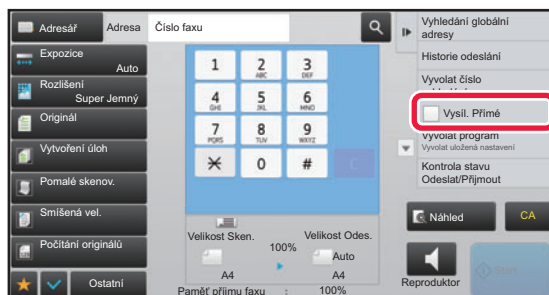 Adresář
Adresa
Číslo faxu
Expozice
Auto
Rozlišení
Super Jemný
Originál
Vytvoření úloh
Pomalé skenov.
Smíšená vel.
Počítání originálů
Ostatní
1
2
ABC
3
DEF
4
GHI
5
JKL
6
MNO
7
PQRS
8
TUV
9
WXYZ
0
#
C
Velikost Sken.
100%
Velikost Odes.
Auto
A4
A4
Paměť příjmu faxu : 100%
Vyhledání globální
adresy
Historie odeslání
Vyvolat číslo
Vysíl. Přímé
Vyvolat program
Vyvolat uložená nastavení
Kontrola stavu
Odeslat/Přijmout
Náhled
CA
Reproduktor
Start